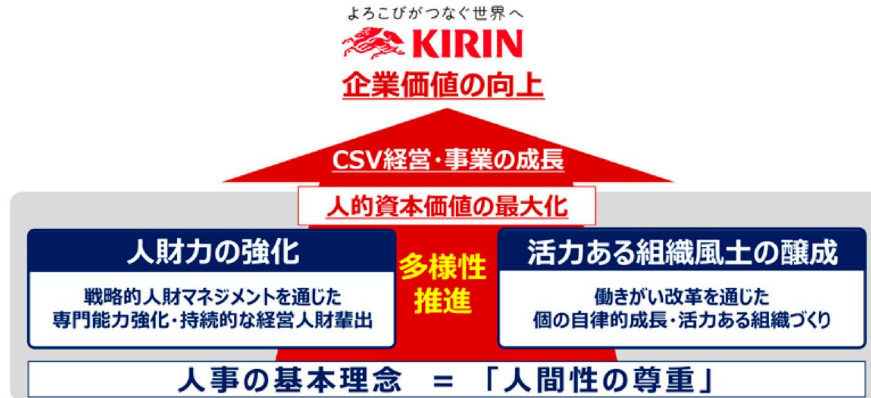 よろこびがつなぐ世界へ
KIRIN
企業価値の向上
CSV経営・事業の成長
人的資本価値の最大化
人財力の強化
戦略的人財マネジメントを通じた
専門能力強化・持続的な経営人財輩出
多様性
推進
活力ある組織風土の醸成
働きがい改革を通じた
個の自律的成長・活力ある組織づくり
人事の基本理念 = 「人間性の尊重」